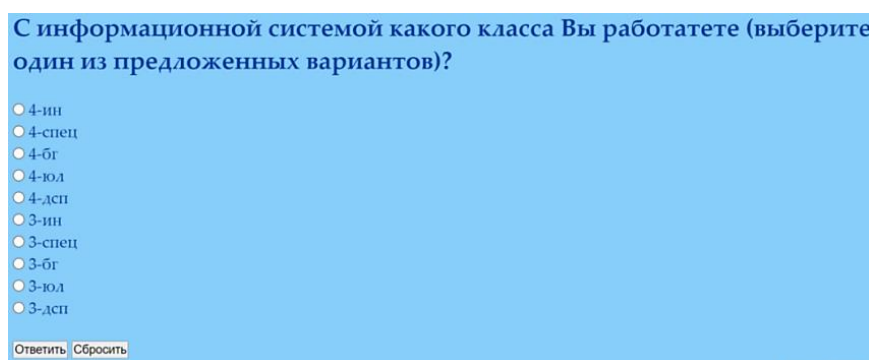 С информационной системой какого класса Вы работатете (выберите
один из предложенных вариантов)?
4-ин
4-спец
4-бг
4-юл
4-дсп
3-ин
3-спец
3-бг
3-юл
3-дсп
Ответить Сбросить